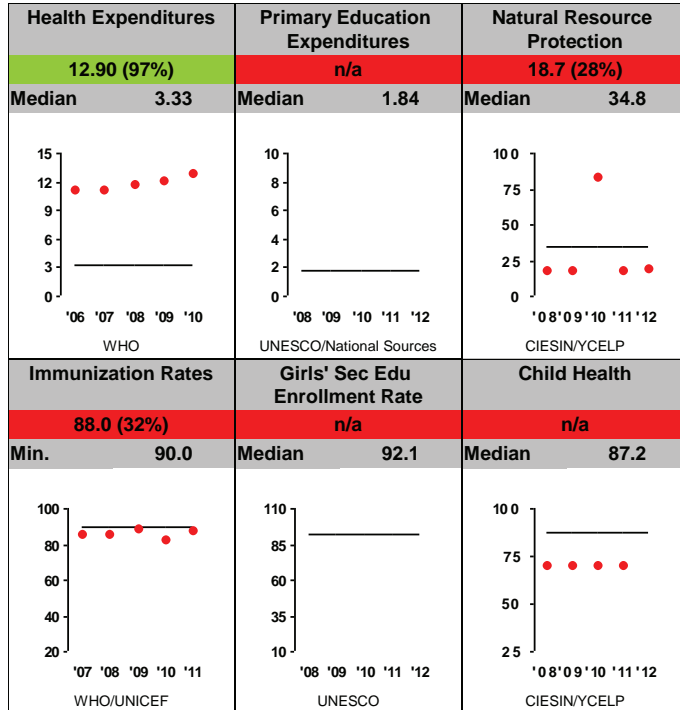 Health Expenditures
12.90 (97%)
Median 3.33
15
12
9
6
3
0
'06 '07 '08 '09 '10
WHO
Primary Education
Expenditures
n/a
Median 1.84
10
8
6
4
2
0
'08 '09 '10 '11 '12
UNESCO/National Sources
Natural Resource
Protection
18.7 (28%)
Median 34.8
100
75
50
25
0
'08 '09 '10 '11 '12
CIESIN/YCELP
Immunization Rates
88.0 (32%)
Min. 90.0
100
80
60
40
20
'07 '08 '09 '10 '11
WHO/UNICEF
Girls' Sec Edu
Enrollment Rate
n/a
Median 92.1
110
85
60
35
10
'08 '09 '10 '11 '12
UNESCO
Child Health
n/a
Median 87.2
100
75
50
25
'08 '09 '10 '11 '12
CIESIN/YCELP